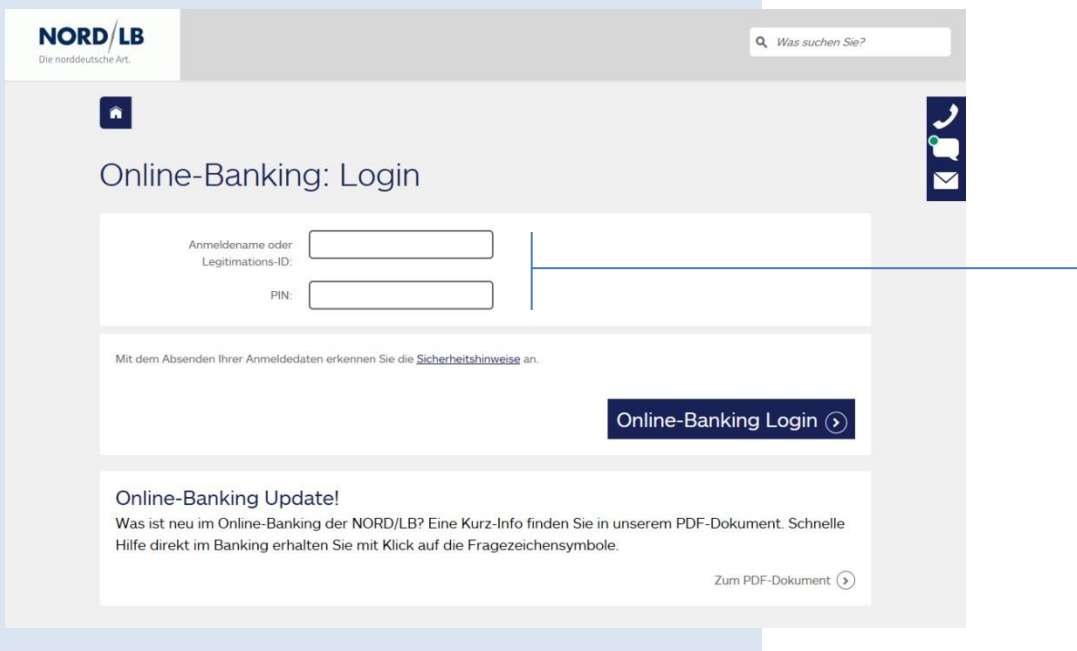 NORD/LB
Die norddeutsche Art.
Was suchen Sie?
Online-Banking: Login
Anmeldename oder
Legitimations-ID:
PIN:
Mit dem Absenden Ihrer Anmeldedaten erkennen Sie die Sicherheitshinweise an.
Online-Banking Login
Online-Banking Update!
Was ist neu im Online-Banking der NORD/LB? Eine Kurz-Info finden Sie in unserem PDF-Dokument. Schnelle
Hilfe direkt im Banking erhalten Sie mit Klick auf die Fragezeichensymbole.
Zum PDF-Dokument